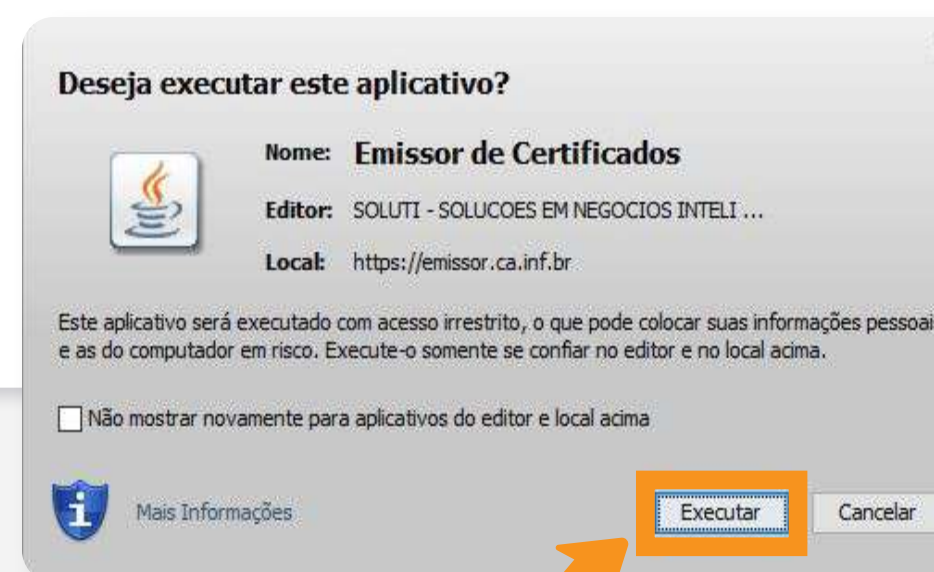 Deseja executar este aplicativo?
Nome: Emissor de Certificados
Editor: SOLUTI - SOLUCOES EM NEGOCIOS INTELI ...
Local: https://emissor.ca.inf.br
Este aplicativo será executado com acesso irrestrito, o que pode colocar suas informações pessoai
e as do computador em risco. Execute-o somente se confiar no editor e no local acima.
Não mostrar novamente para aplicativos do editor e local acima
Mais Informações
Executar
Cancelar